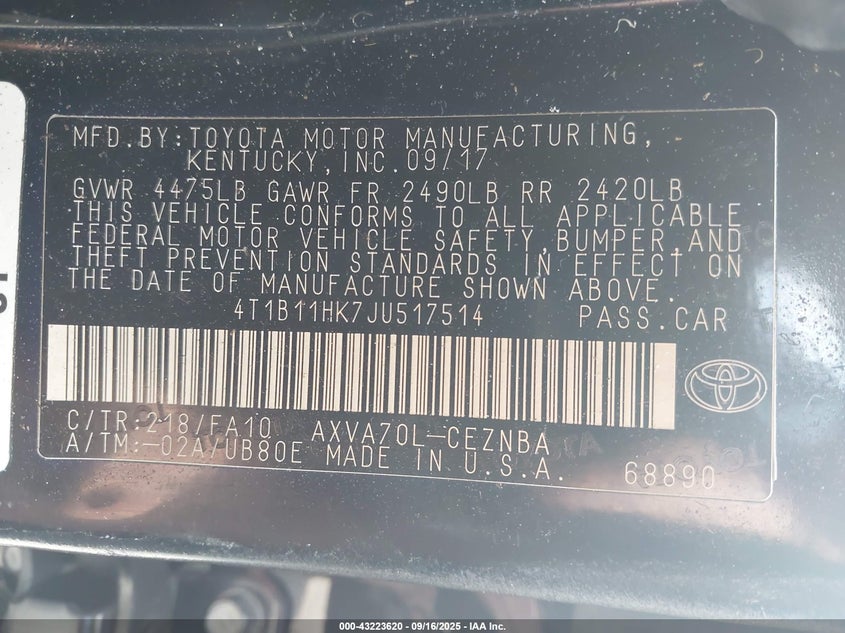 MFD.BY:TOYOTA MOTOR MANUFACTURING,
KENTUCKY,INC.09/17
GVWR 4475LB GAWR FR 2490LB RR 2420LB
THIS VEHICLE CONFORMS TO ALL APPLICABLE
FEDERAL MOTOR VEHICLE SAFETY,BUMPER,AND
THEFT PREVENTION STANDARDS IN EFFECT ON
THE DATE OF MANUFACTURE SHOWN ABOVE.
4T1B11HK7JU517514 PASS.CAR
C/TR:218/FA10 AXVA70L-CEZNBA
A/TM:-02A/UB80E MADE IN U.S.A. 68890
000-43223620 - 09/16/2025 - IAA Inc.